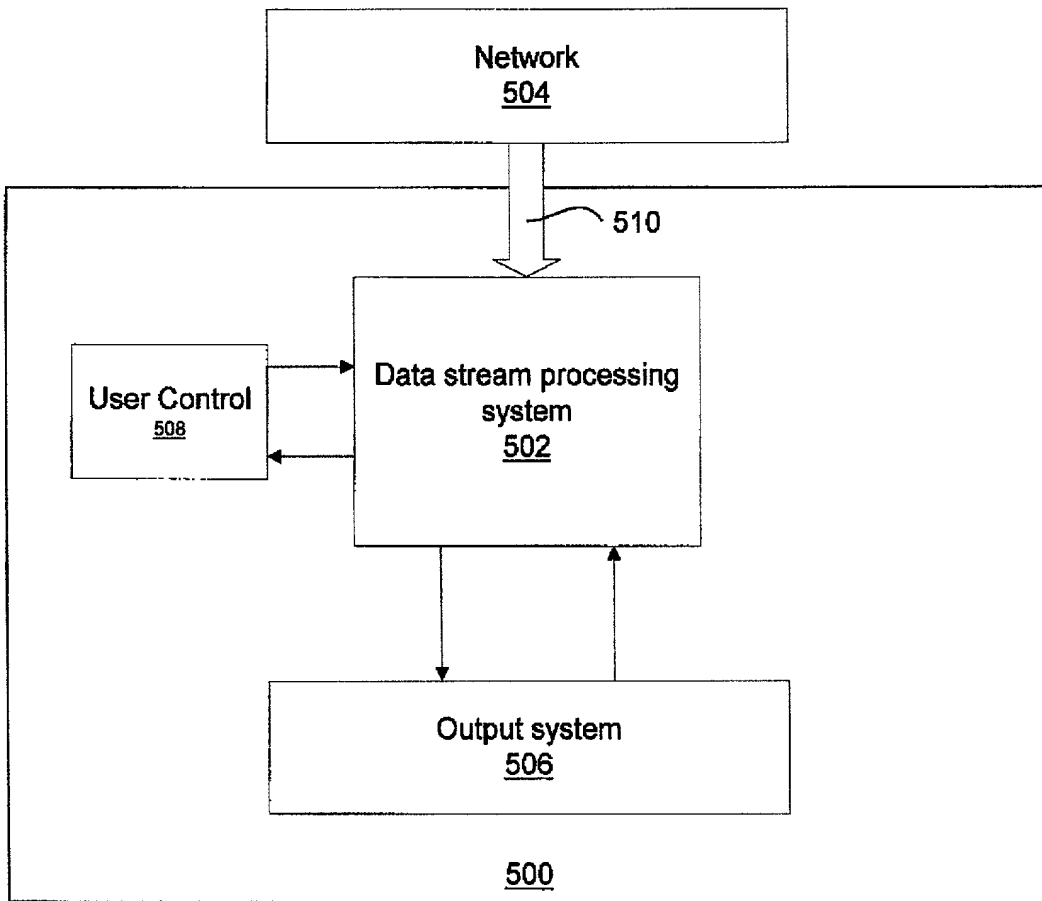 Network
504
510
Data stream processing
system
502
User Control
508
Output system
506
500